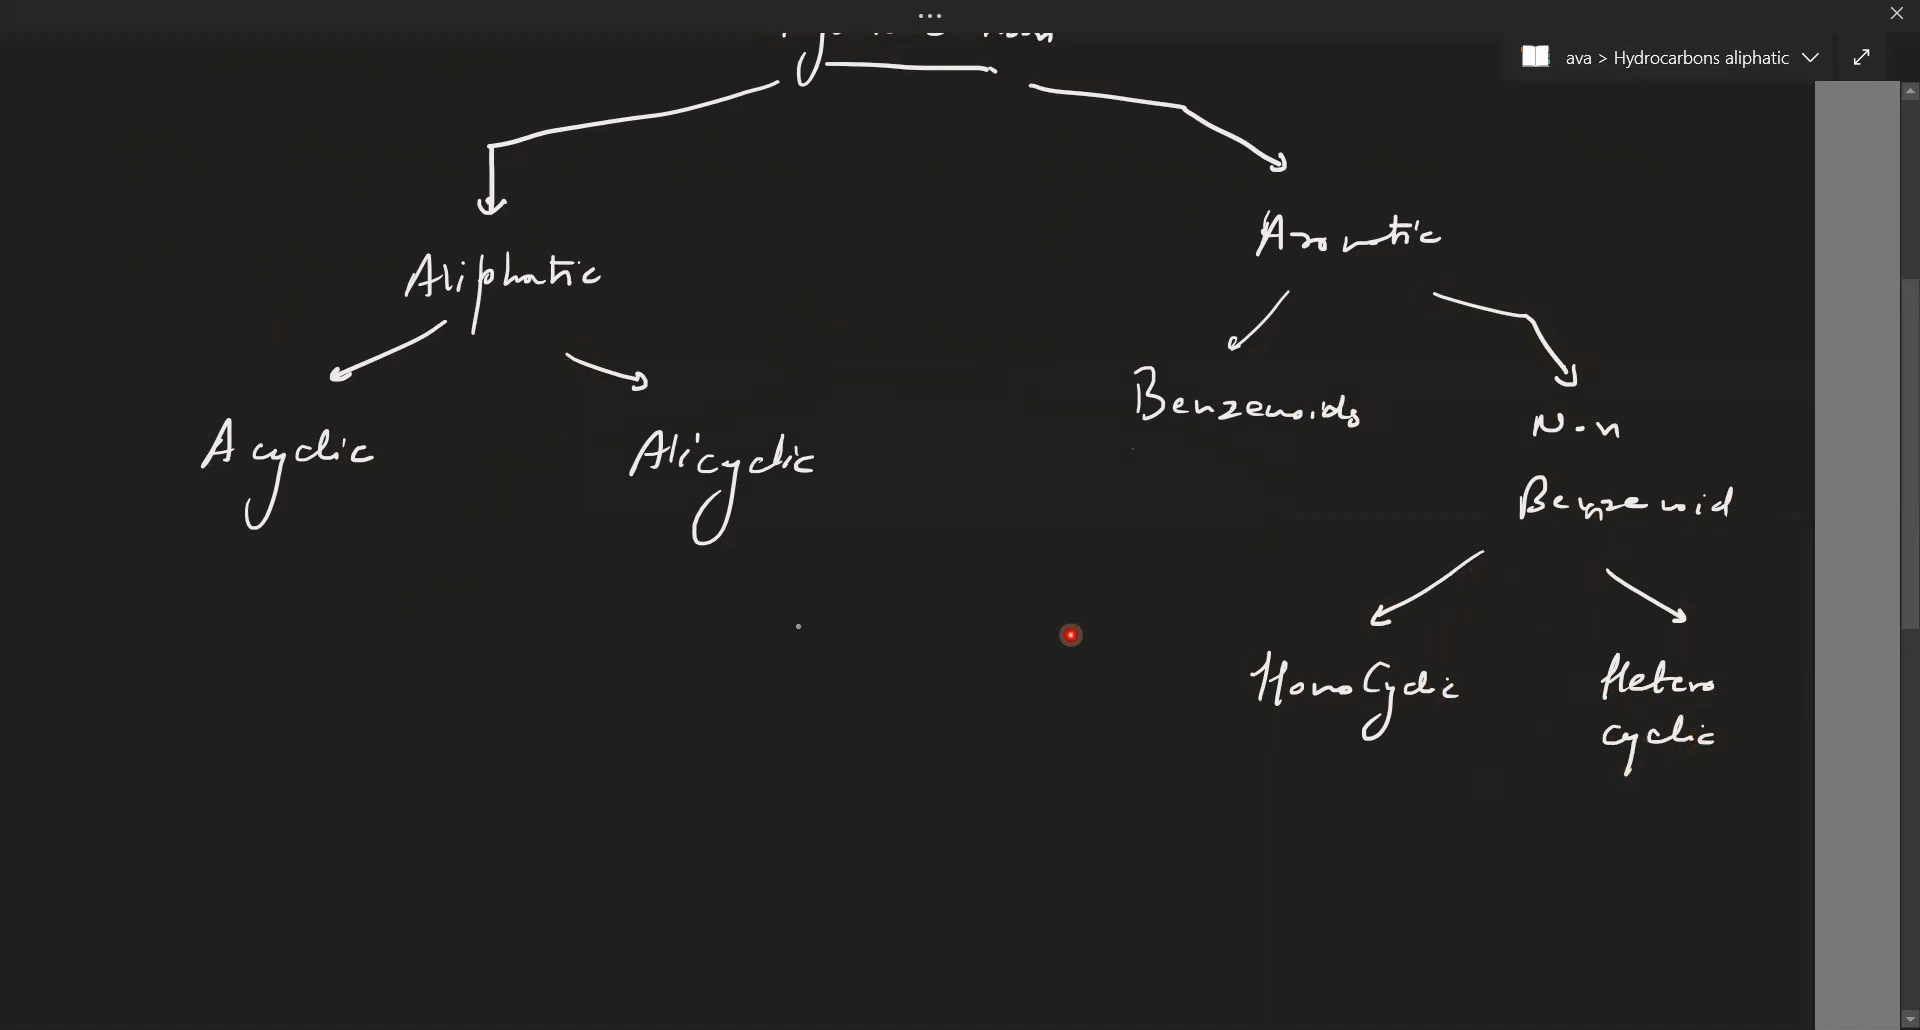 ava > Hydrocarbons aliphatic
Aromatic
Aliphatic
Benzenoids
Non
Acyclic
Alicyclic
Benzenoid
HomoCyclic
Hetero
cyclic